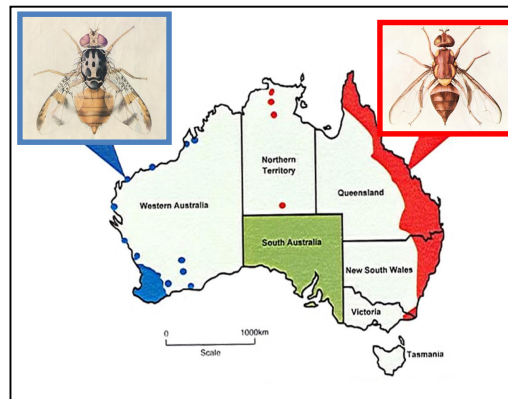 Northern
Territory
Queensland
Western Australia
South Australia
New South Wales
Victoria
0
1000km
Scale
Tasmania